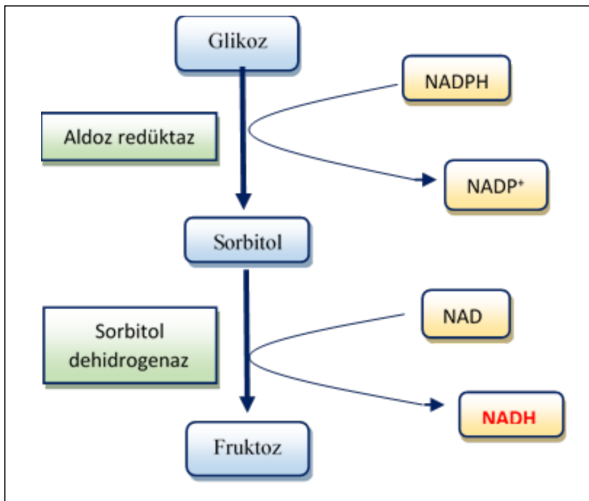 Glikoz
NADPH
Aldoz redüktaz
NADP⁺
Sorbitol
NAD
Sorbitol
dehidrogenaz
NADH
Fruktoz